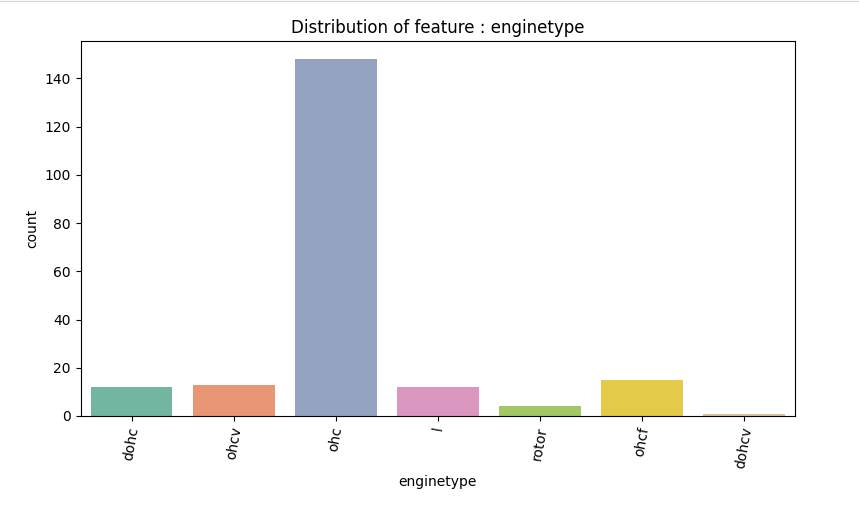 Distribution of feature : enginetype
140
120
100
80
60
40
20
0
count
dohc
ohcv
ohc
l
rotor
ohcf
dohcv
enginetype